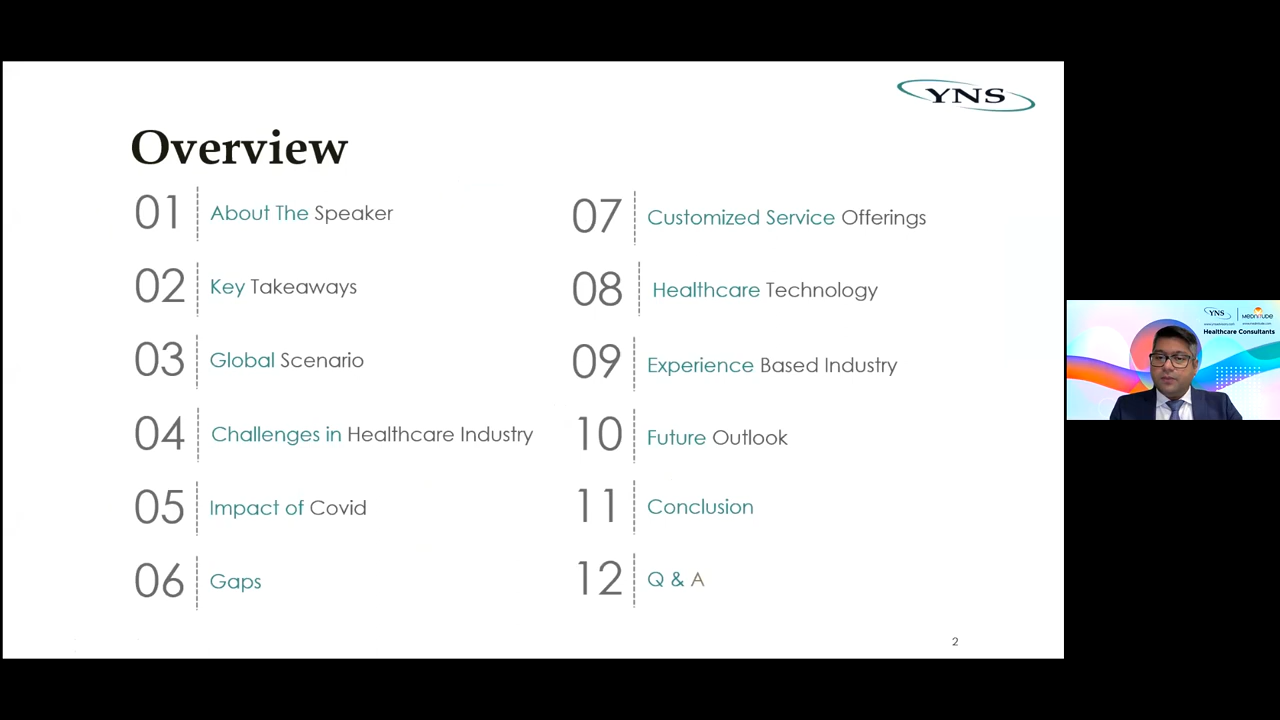 YNS
Overview
01 About The Speaker
02 Key Takeaways
03 Global Scenario
04 Challenges in Healthcare Industry
05 Impact of Covid
06 Gaps
07 Customized Service Offerings
08 Healthcare Technology
09 Experience Based Industry
10 Future Outlook
11 Conclusion
12 Q & A
2
YNS
Healthcare Consultants